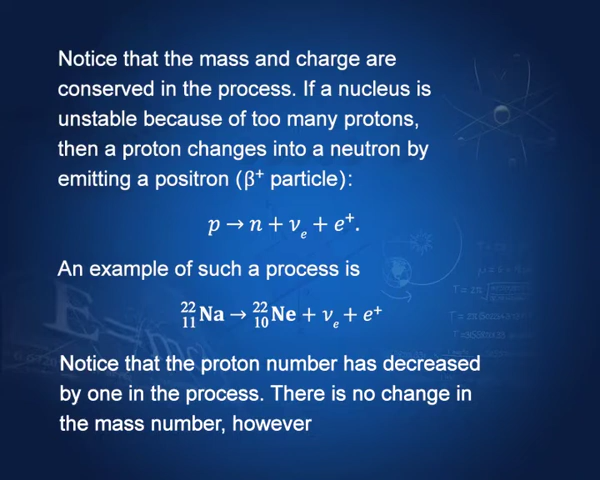 Notice that the mass and charge are
conserved in the process. If a nucleus is
unstable because of too many protons,
then a proton changes into a neutron by
emitting a positron (β⁺ particle):
p → n + νₑ + e⁺.
An example of such a process is
²²₁₁Na → ²²₁₀Ne + νₑ + e⁺
Notice that the proton number has decreased
by one in the process. There is no change in
the mass number, however